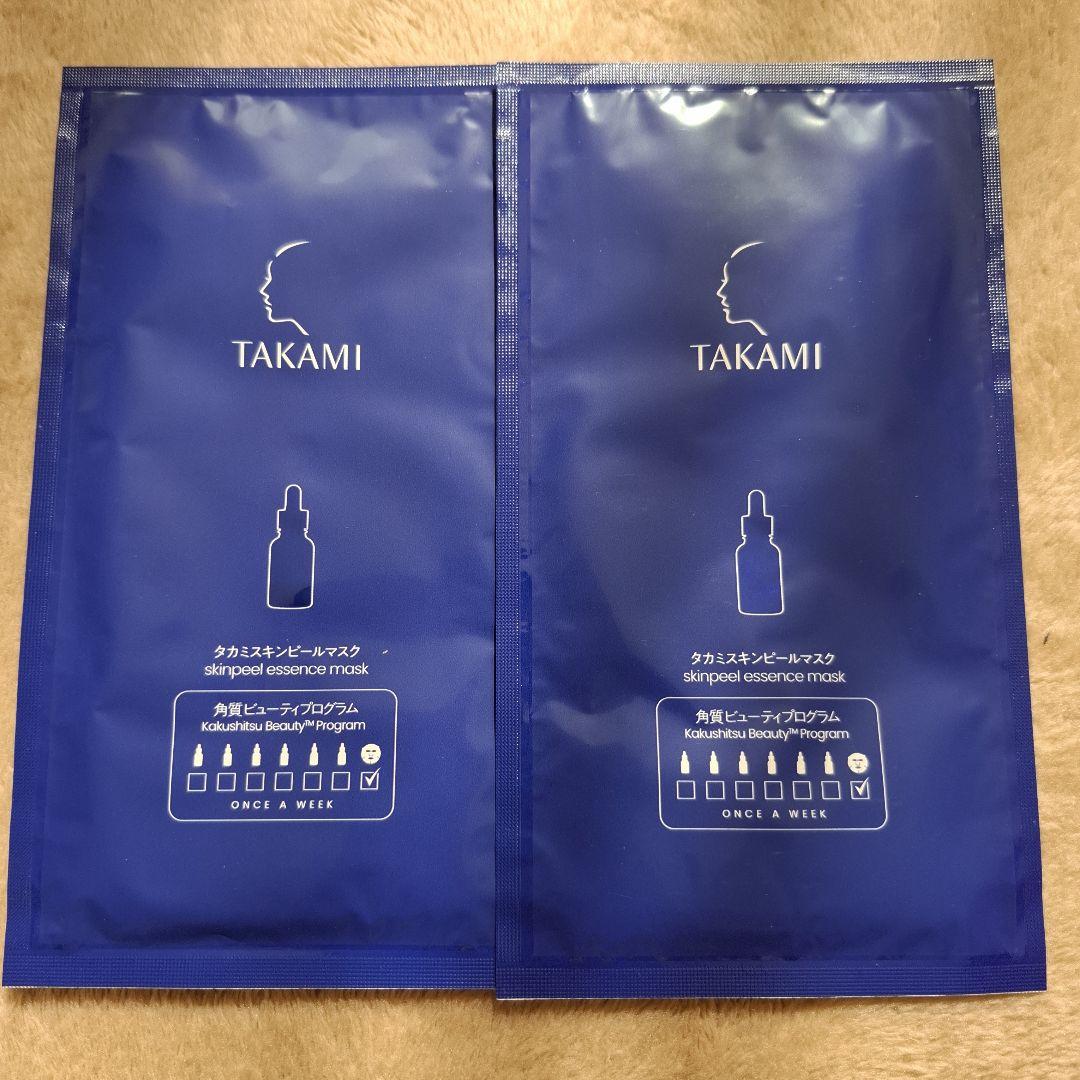 TAKAMI
タカミスキンピールマスク
skinpeel essence mask
角質ビューティプログラム
Kakushitsu Beauty™ Program
ONCE A WEEK
TAKAMI
タカミスキンピールマスク
skinpeel essence mask
角質ビューティプログラム
Kakushitsu Beauty™ Program
ONCE A WEEK